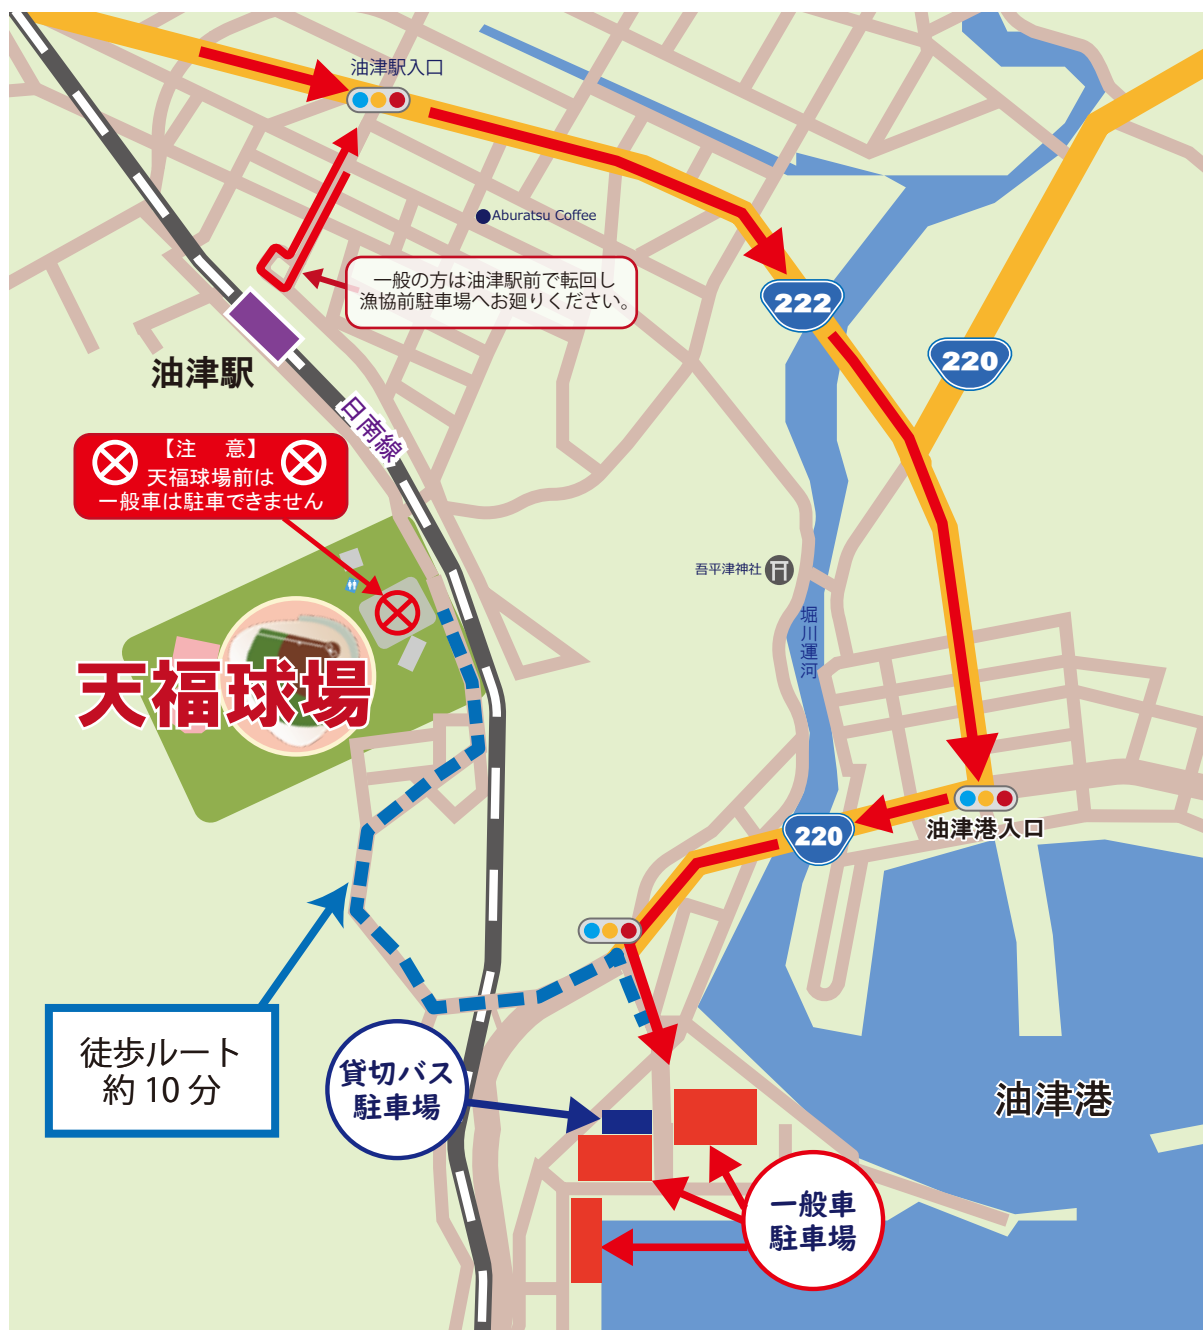 油津駅入口
Aburatsu Coffee
一般の方は油津駅前で転回し
漁協前駐車場へお廻りください。
222
220
油津駅
日南線
【注　意】
天福球場前は
一般車は駐車できません
吾平津神社
堀川運河
天福球場
220
油津港入口
徒歩ルート
約 10 分
貸切バス
駐車場
油津港
一般車
駐車場